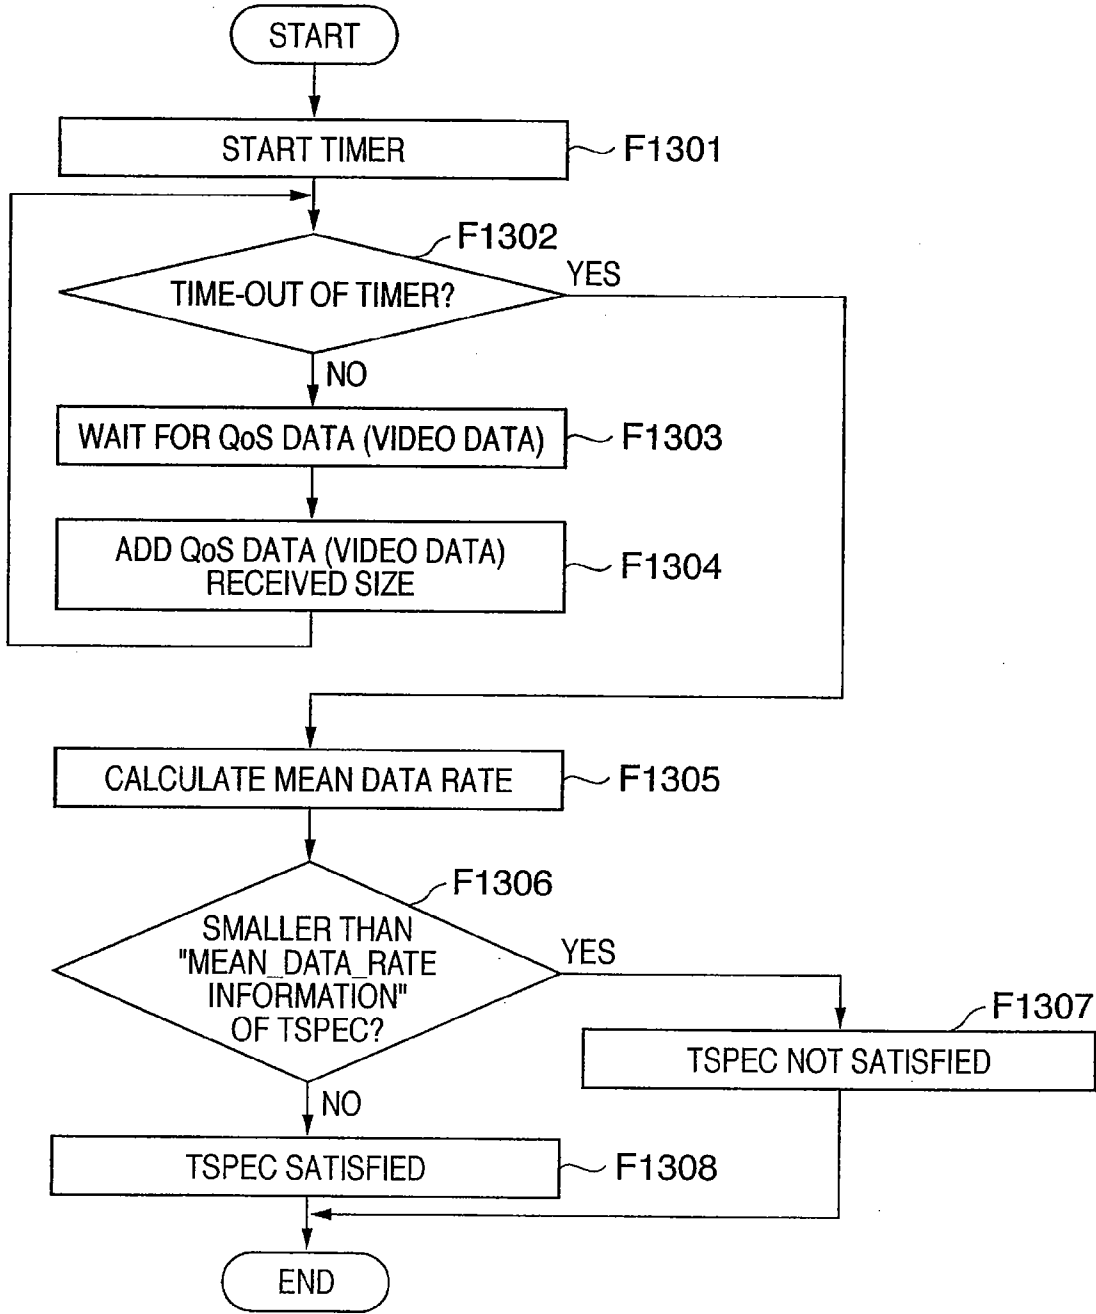 START
START TIMER
F1301
F1302
TIME-OUT OF TIMER?
YES
NO
WAIT FOR QoS DATA (VIDEO DATA)
F1303
ADD QoS DATA (VIDEO DATA)
RECEIVED SIZE
F1304
CALCULATE MEAN DATA RATE
F1305
F1306
SMALLER THAN
"MEAN_DATA_RATE
INFORMATION"
OF TSPEC?
YES
F1307
TSPEC NOT SATISFIED
NO
TSPEC SATISFIED
F1308
END